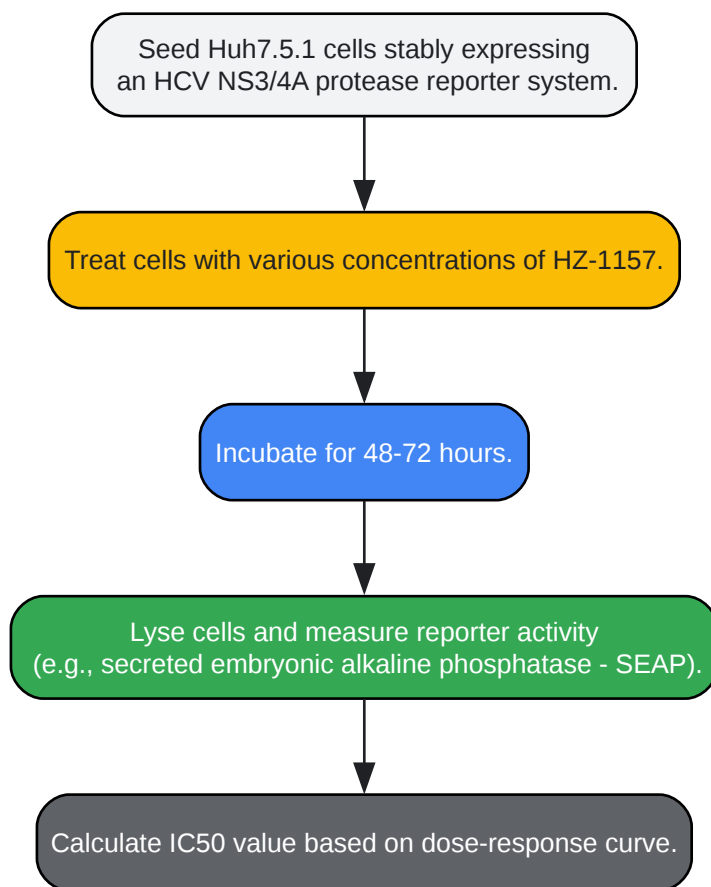 Seed Huh7.5.1 cells stably expressing
an HCV NS3/4A protease reporter system.
Treat cells with various concentrations of HZ-1157.
Incubate for 48-72 hours.
Lyse cells and measure reporter activity
(e.g., secreted embryonic alkaline phosphatase - SEAP).
Calculate IC50 value based on dose-response curve.